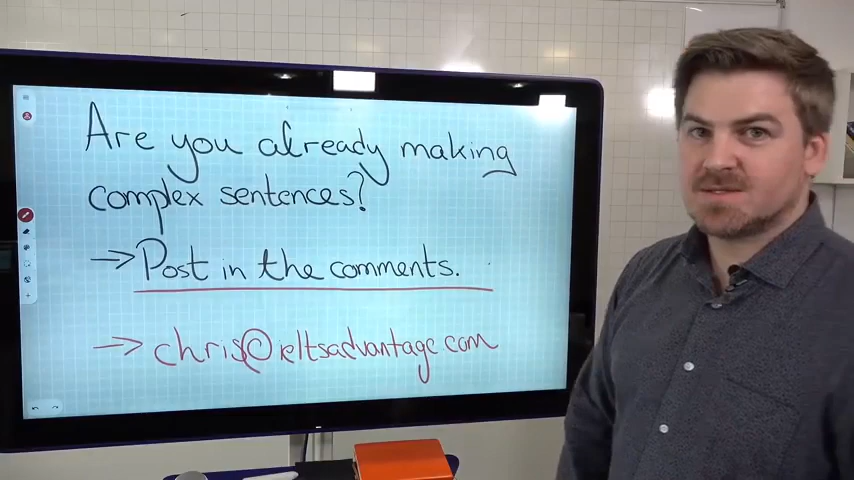 Are you already making
complex sentences?
→ Post in the comments.
→ chris@ieltsadvantage.com